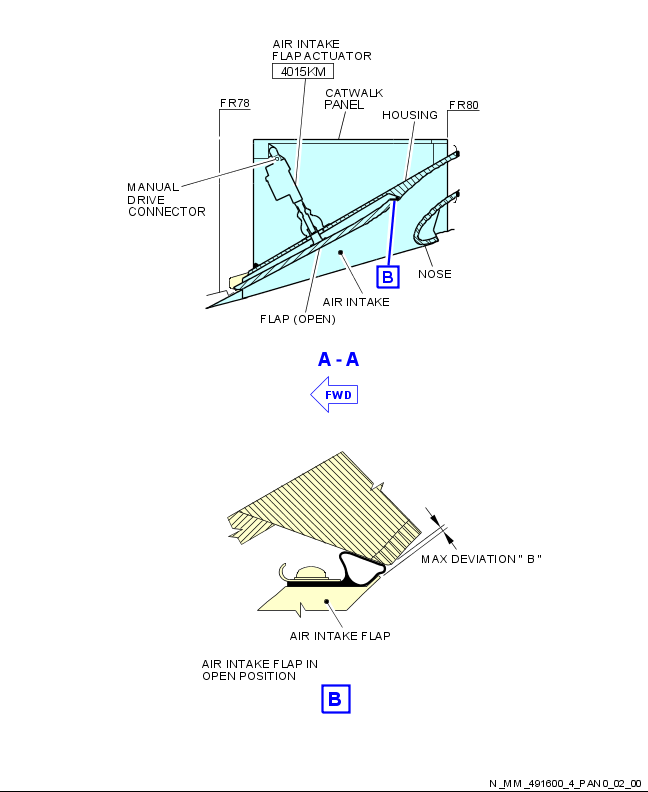 AIR INTAKE
FLAP ACTUATOR
4015KM
FR78
CATWALK
PANEL
FR80
HOUSING
MANUAL
DRIVE
CONNECTOR
B
NOSE
AIR INTAKE
FLAP (OPEN)
A - A
FWD
MAX DEVIATION " B "
AIR INTAKE FLAP
AIR INTAKE FLAP IN
OPEN POSITION
B
N_MM_491600_4_PAN0_02_00